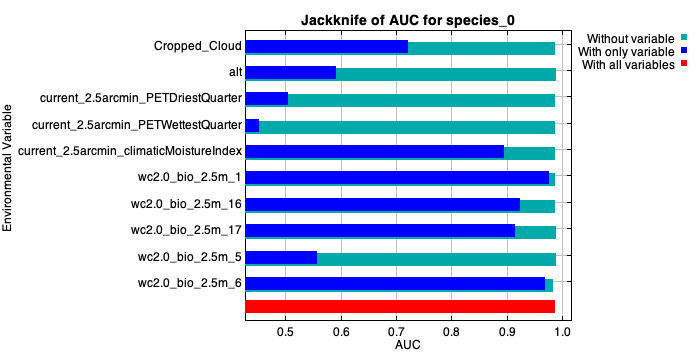 Jackknife of AUC for species_0
Environmental Variable
Cropped_Cloud
alt
current_2.5arcmin_PETDriestQuarter
current_2.5arcmin_PETWettestQuarter
current_2.5arcmin_climaticMoistureIndex
wc2.0_bio_2.5m_1
wc2.0_bio_2.5m_16
wc2.0_bio_2.5m_17
wc2.0_bio_2.5m_5
wc2.0_bio_2.5m_6
0.5 0.6 0.7 0.8 0.9 1.0
AUC
Without variable
With only variable
With all variables